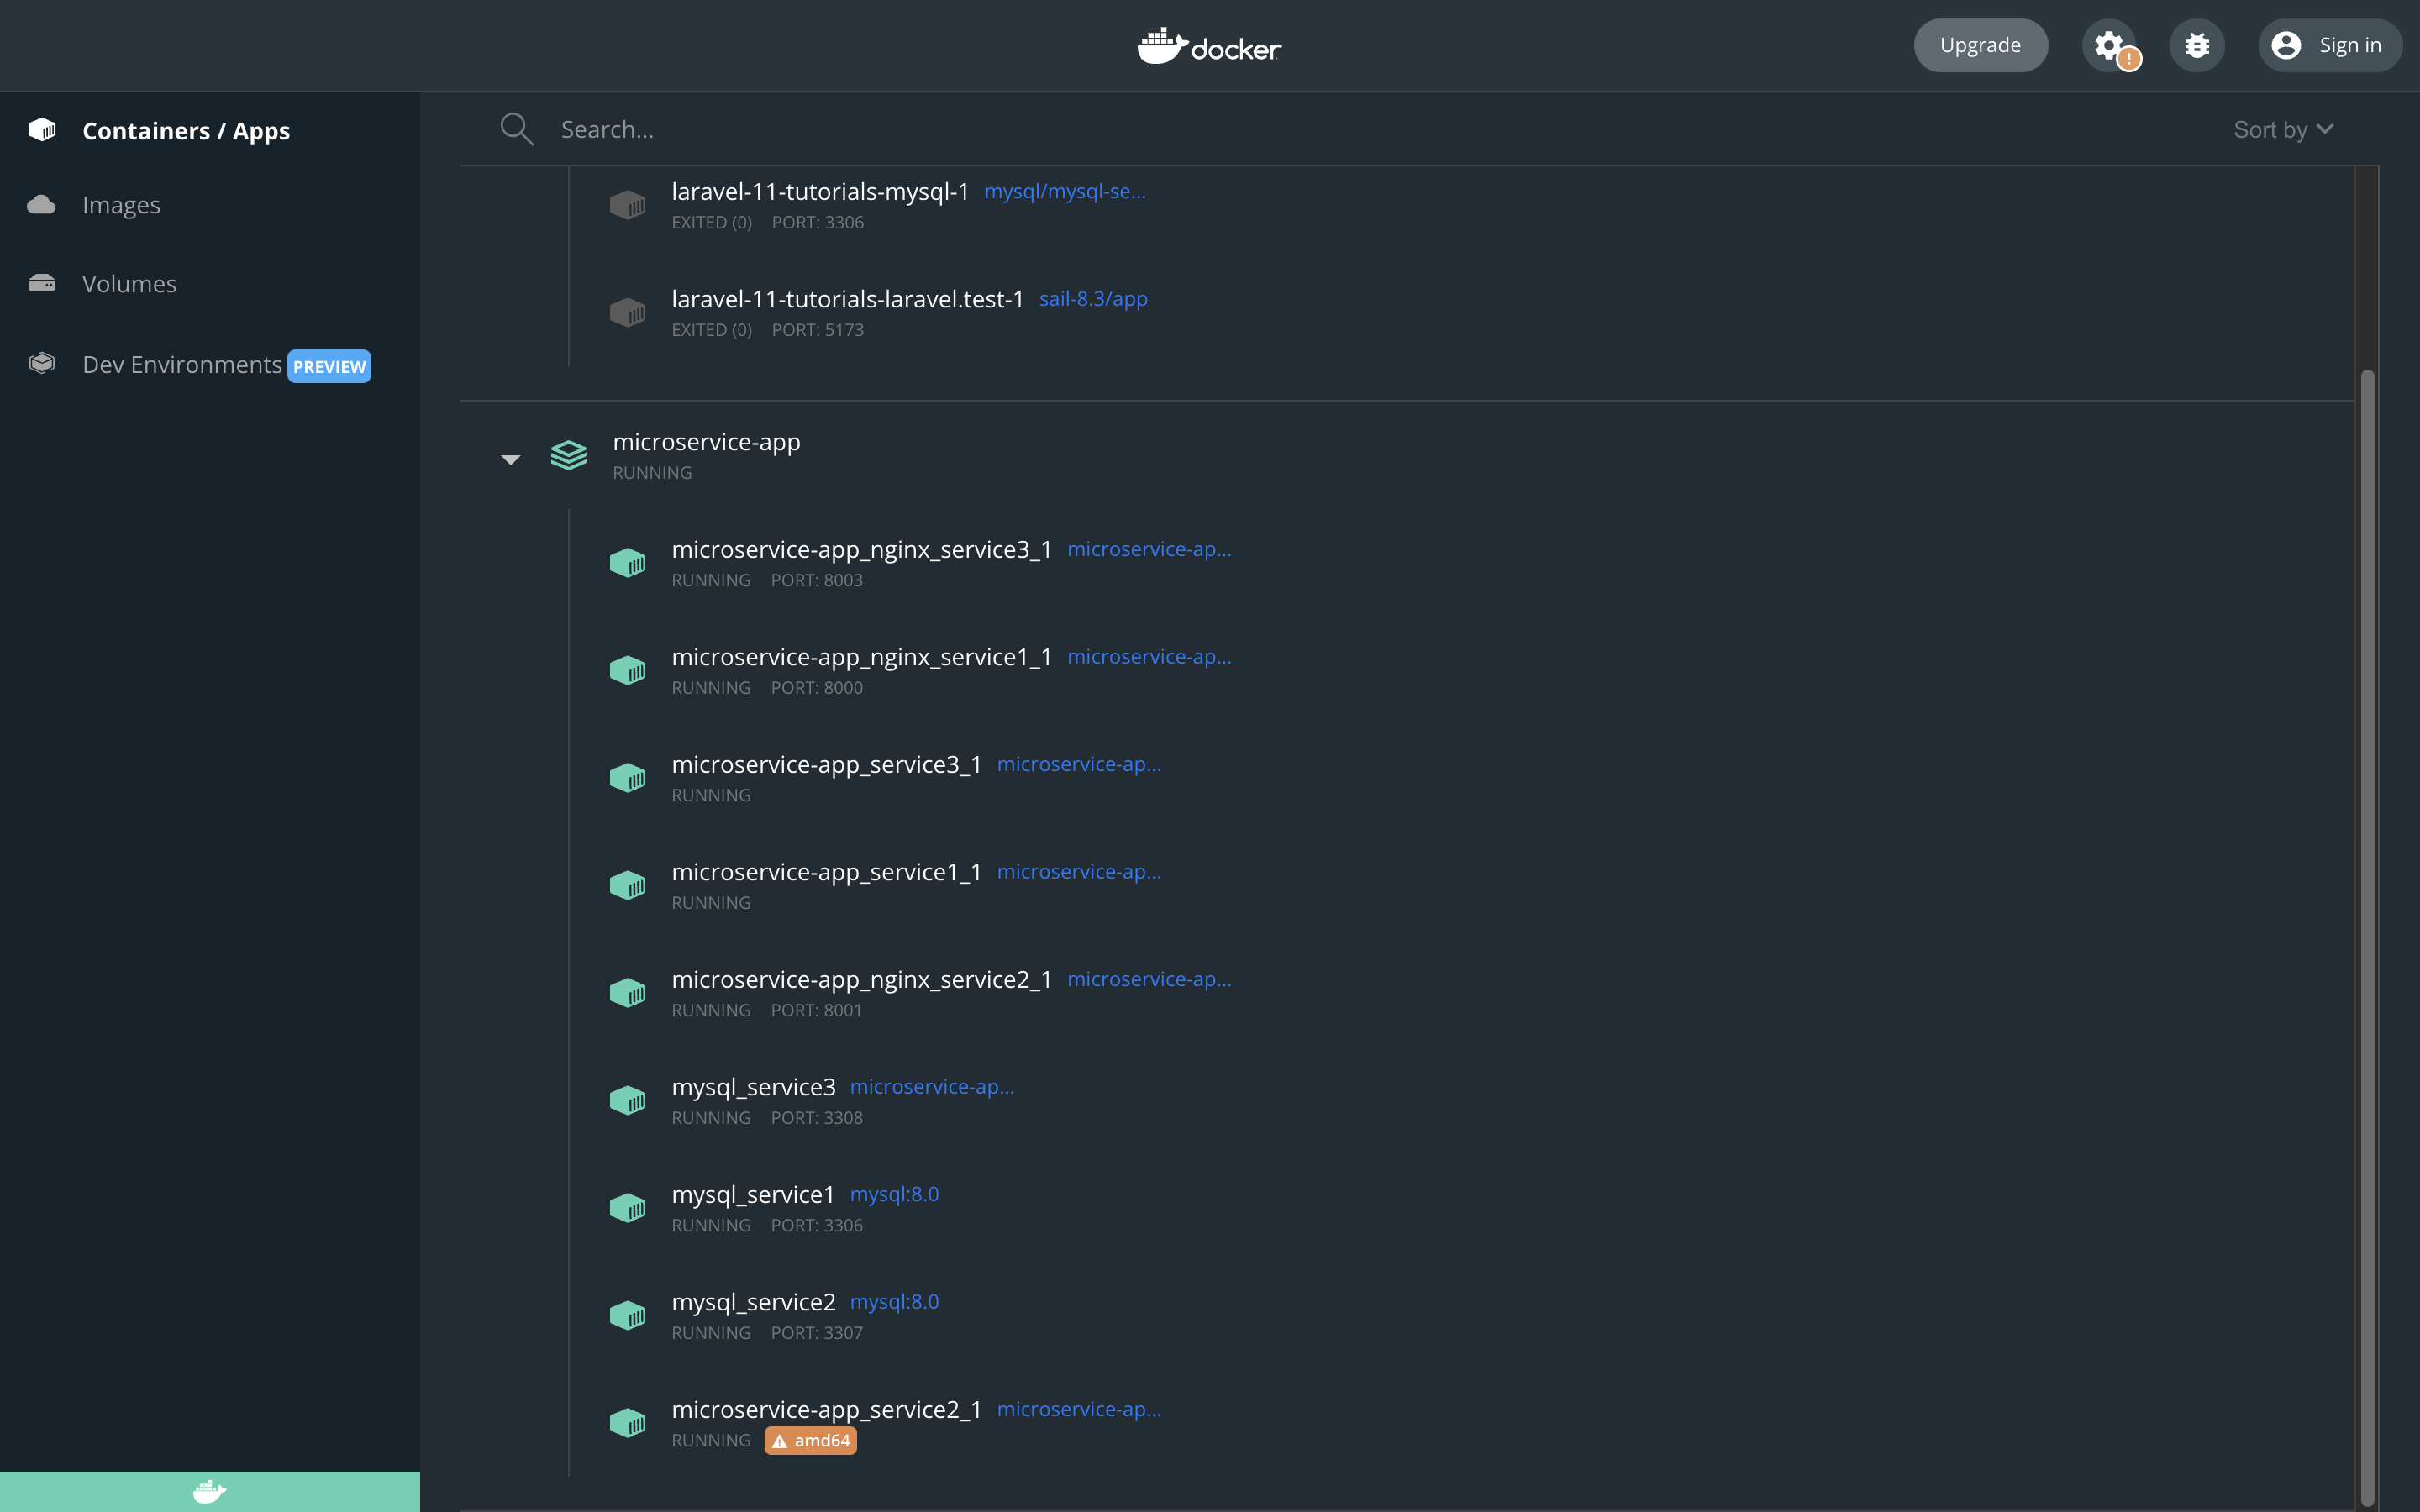 docker
Upgrade
!
Sign in
Containers / Apps
Images
Volumes
Dev Environments PREVIEW
Search...
Sort by
laravel-11-tutorials-mysql-1 mysql/mysql-se...
EXITED (0) PORT: 3306
laravel-11-tutorials-laravel.test-1 sail-8.3/app
EXITED (0) PORT: 5173
microservice-app
RUNNING
microservice-app_nginx_service3_1 microservice-ap...
RUNNING PORT: 8003
microservice-app_nginx_service1_1 microservice-ap...
RUNNING PORT: 8000
microservice-app_service3_1 microservice-ap...
RUNNING
microservice-app_service1_1 microservice-ap...
RUNNING
microservice-app_nginx_service2_1 microservice-ap...
RUNNING PORT: 8001
mysql_service3 microservice-ap...
RUNNING PORT: 3308
mysql_service1 mysql:8.0
RUNNING PORT: 3306
mysql_service2 mysql:8.0
RUNNING PORT: 3307
microservice-app_service2_1 microservice-ap...
RUNNING amd64